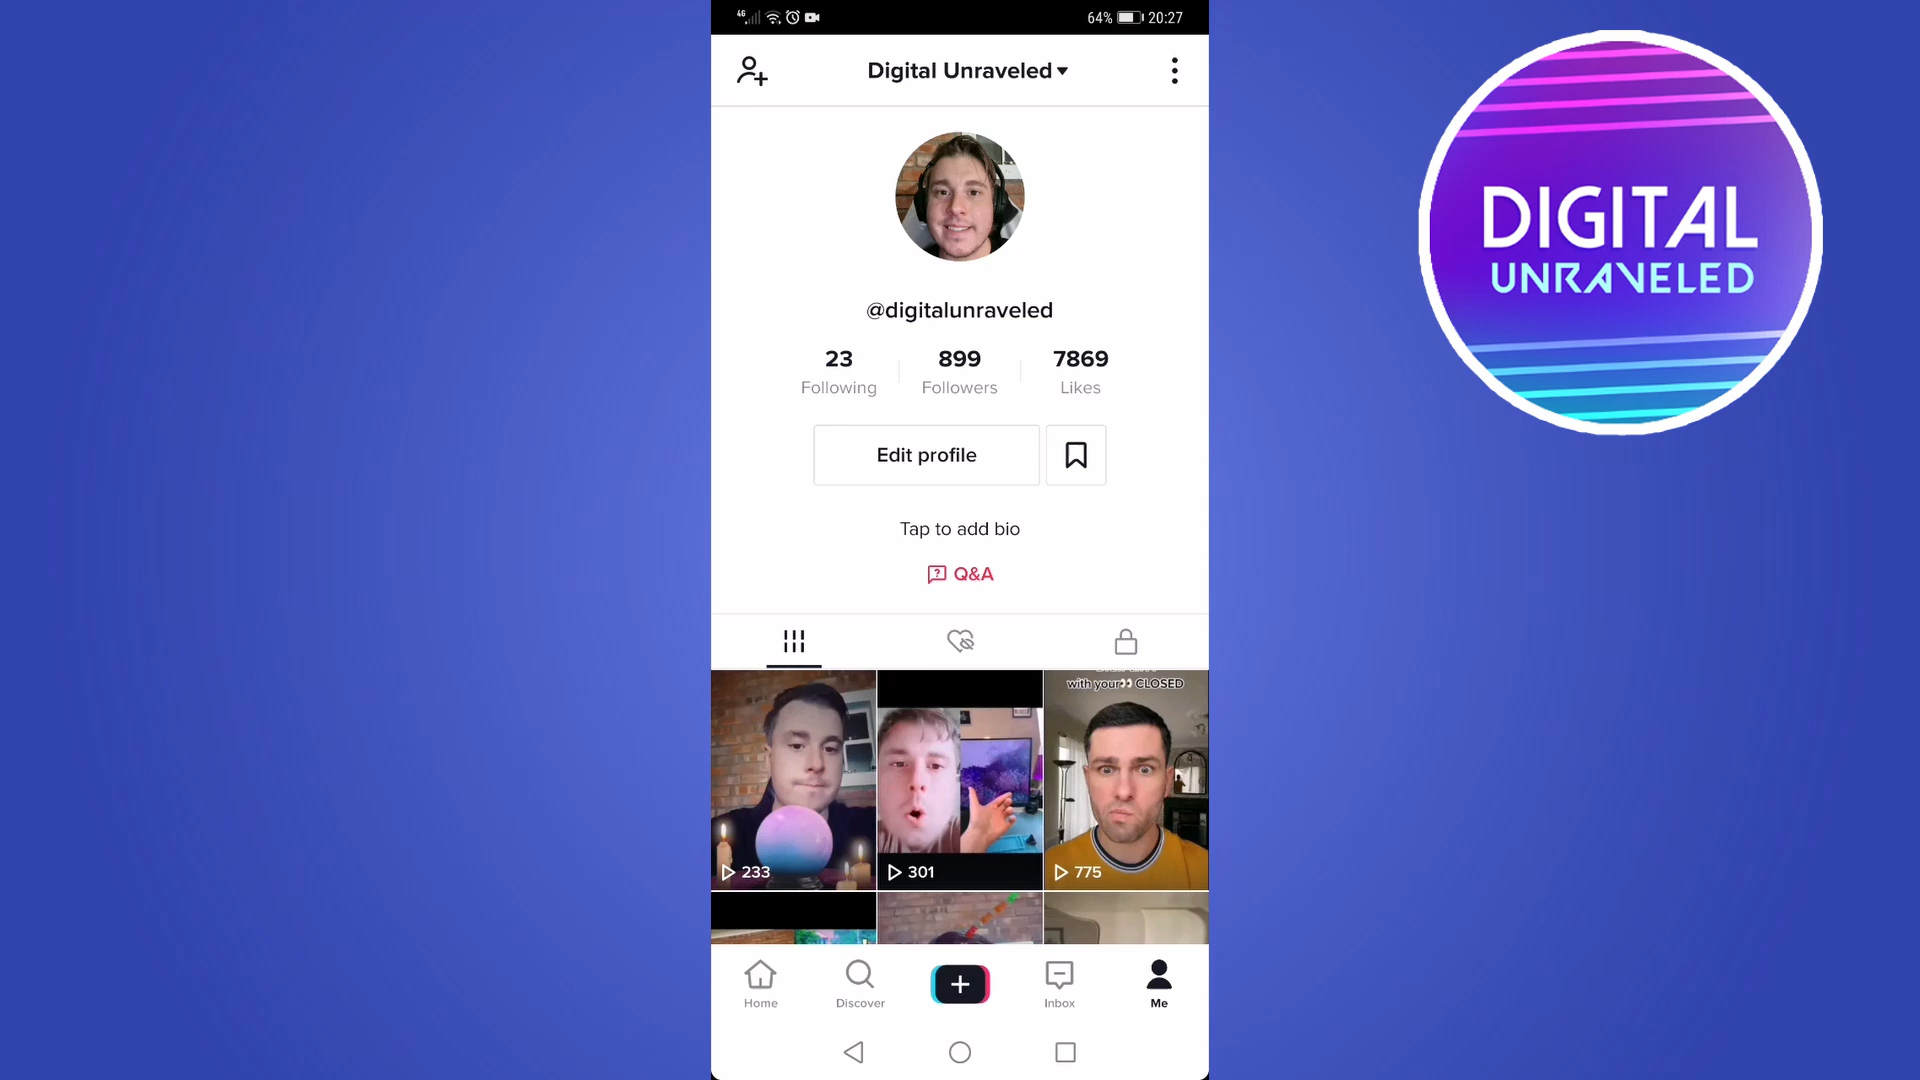 4G 64% 20:27
Digital Unraveled
@digitalunraveled
23 899 7869
Following Followers Likes
Edit profile
Tap to add bio
Q&A
with your👀 CLOSED
233 301 775
Home Discover Inbox Me
DIGITAL
UNRAVELED